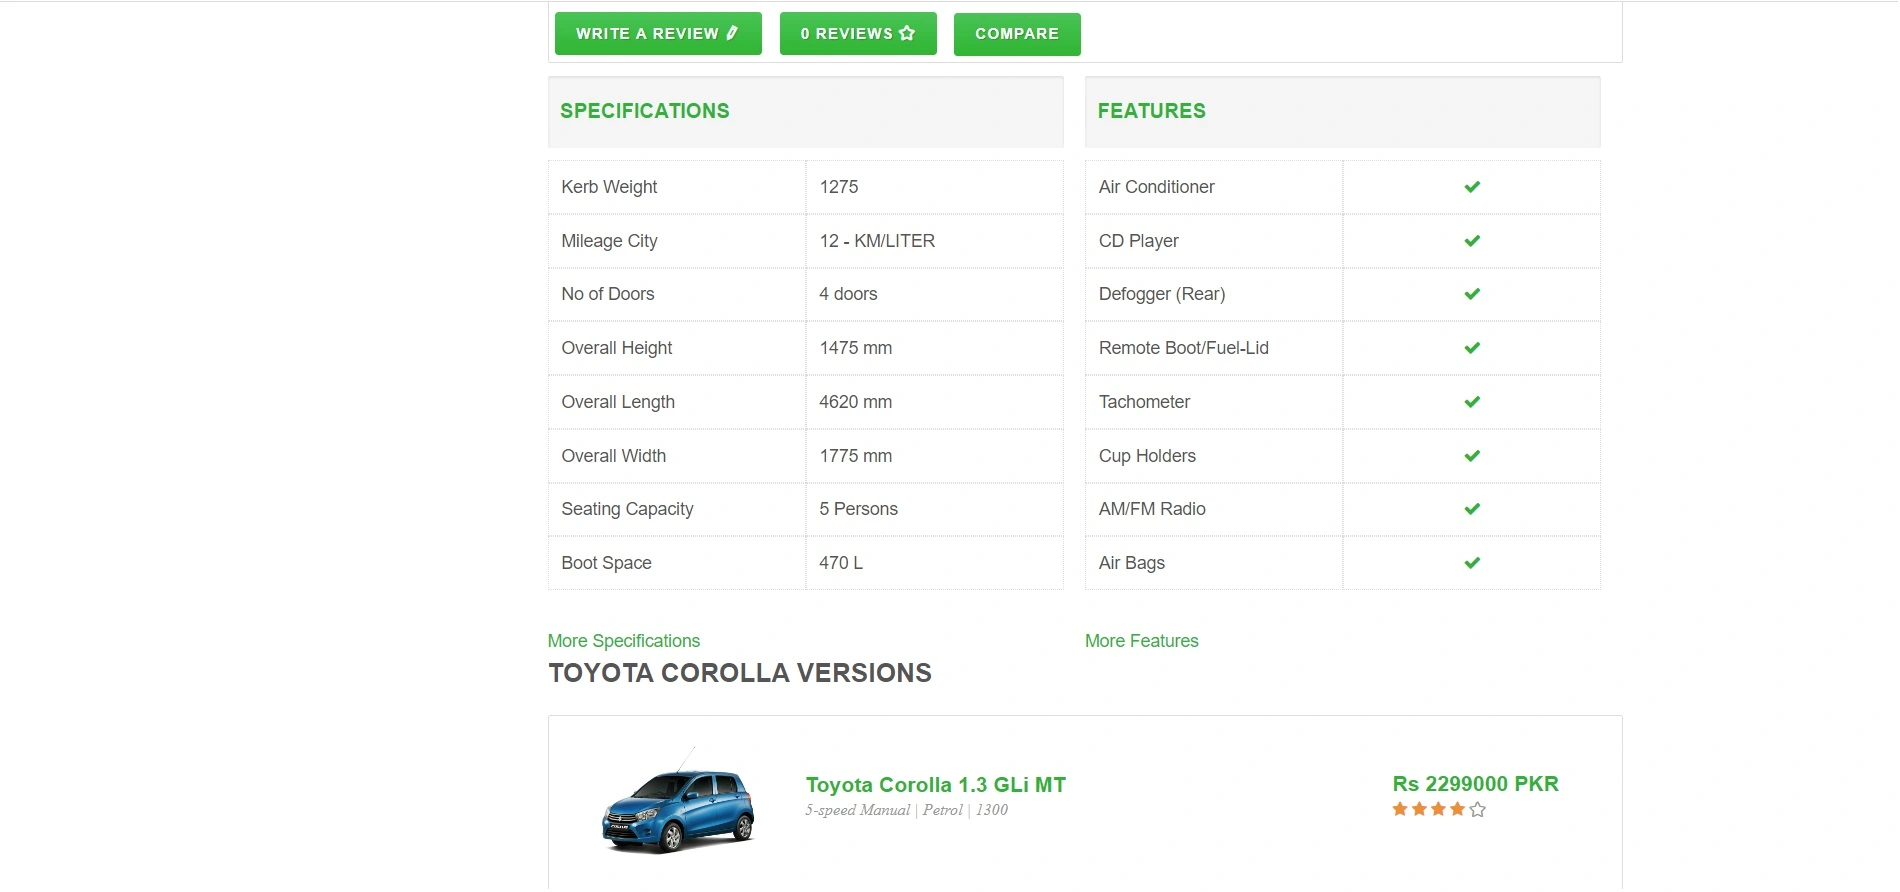 WRITE A REVIEW
0 REVIEWS
COMPARE
SPECIFICATIONS
Kerb Weight 1275
Mileage City 12 - KM/LITER
No of Doors 4 doors
Overall Height 1475 mm
Overall Length 4620 mm
Overall Width 1775 mm
Seating Capacity 5 Persons
Boot Space 470 L
More Specifications
FEATURES
Air Conditioner
CD Player
Defogger (Rear)
Remote Boot/Fuel-Lid
Tachometer
Cup Holders
AM/FM Radio
Air Bags
More Features
TOYOTA COROLLA VERSIONS
Toyota Corolla 1.3 GLi MT
5-speed Manual | Petrol | 1300
Rs 2299000 PKR